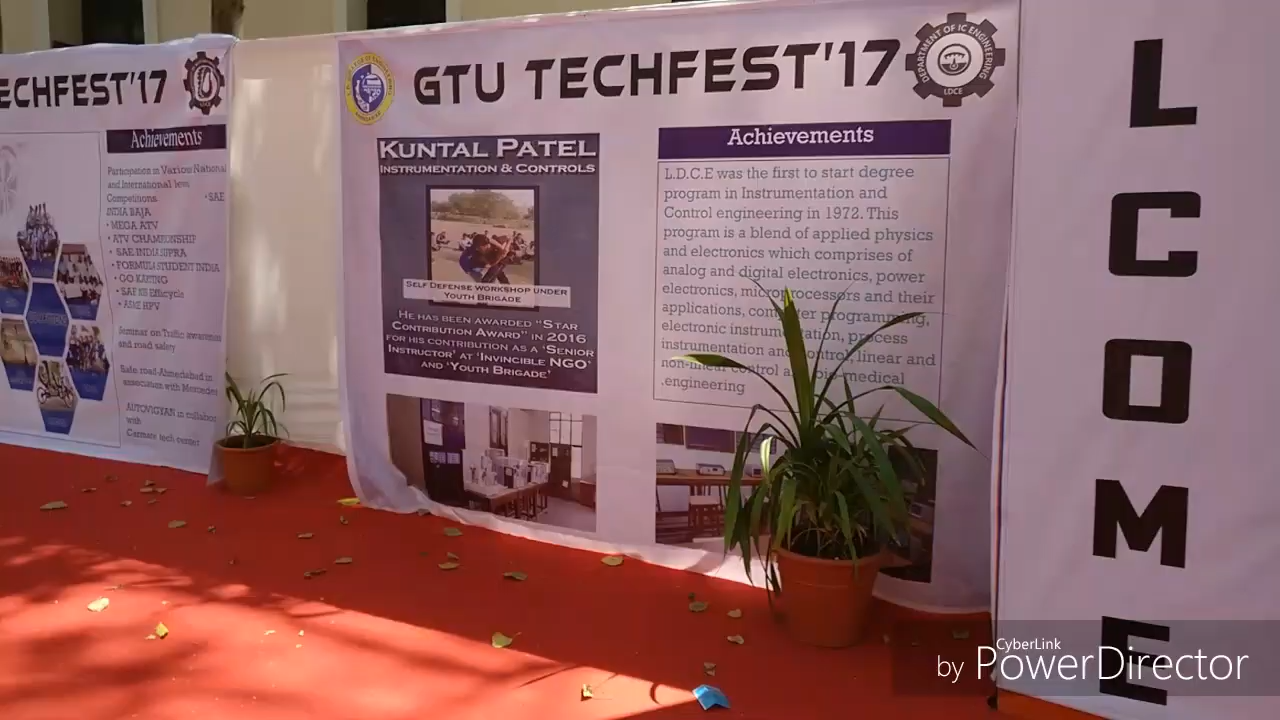 ECHFEST'17
Achievements
Participation in Various National
and International level
Competitions. •SAE
INDIA BAJA
• MEGA ATV
• ATV CHAMPIONSHIP
• SAE INDIA SUPRA
• FORMULA STUDENT INDIA
• GO KARTING
• SAE NIS Efficycle
• ASME HPV
Seminar on Traffic awareness
and road safety
Safe road-Ahmedabad in
association with Mercedes
AUTOVIGYAN in collabor
with
Carmate tech center
GTU TECHFEST'17
DEPARTMENT OF IC ENGINEERING
LDCE
KUNTAL PATEL
INSTRUMENTATION & CONTROLS
SELF DEFENSE WORKSHOP UNDER
YOUTH BRIGADE
HE HAS BEEN AWARDED "STAR
CONTRIBUTION AWARD" IN 2016
FOR HIS CONTRIBUTION AS A 'SENIOR
INSTRUCTOR' AT 'INVINCIBLE NGO'
AND 'YOUTH BRIGADE'
Achievements
L.D.C.E was the first to start degree
program in Instrumentation and
Control engineering in 1972. This
program is a blend of applied physics
and electronics which comprises of
analog and digital electronics, power
electronics, microprocessors and their
applications, computer programming,
electronic instrumentation, process
instrumentation and control, linear and
non-linear control and bio-medical
.engineering
L
C
O
M
E
CyberLink
by PowerDirector